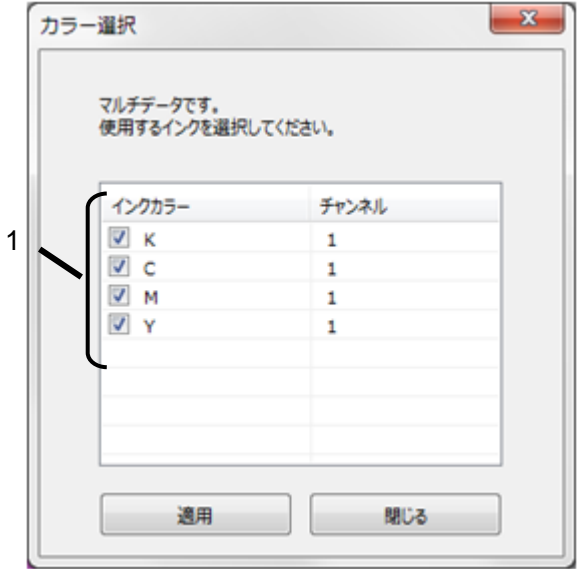 カラー選択
マルチデータです。
使用するインクを選択してください。
インクカラー チャンネル
1
K 1
C 1
M 1
Y 1
適用 閉じる